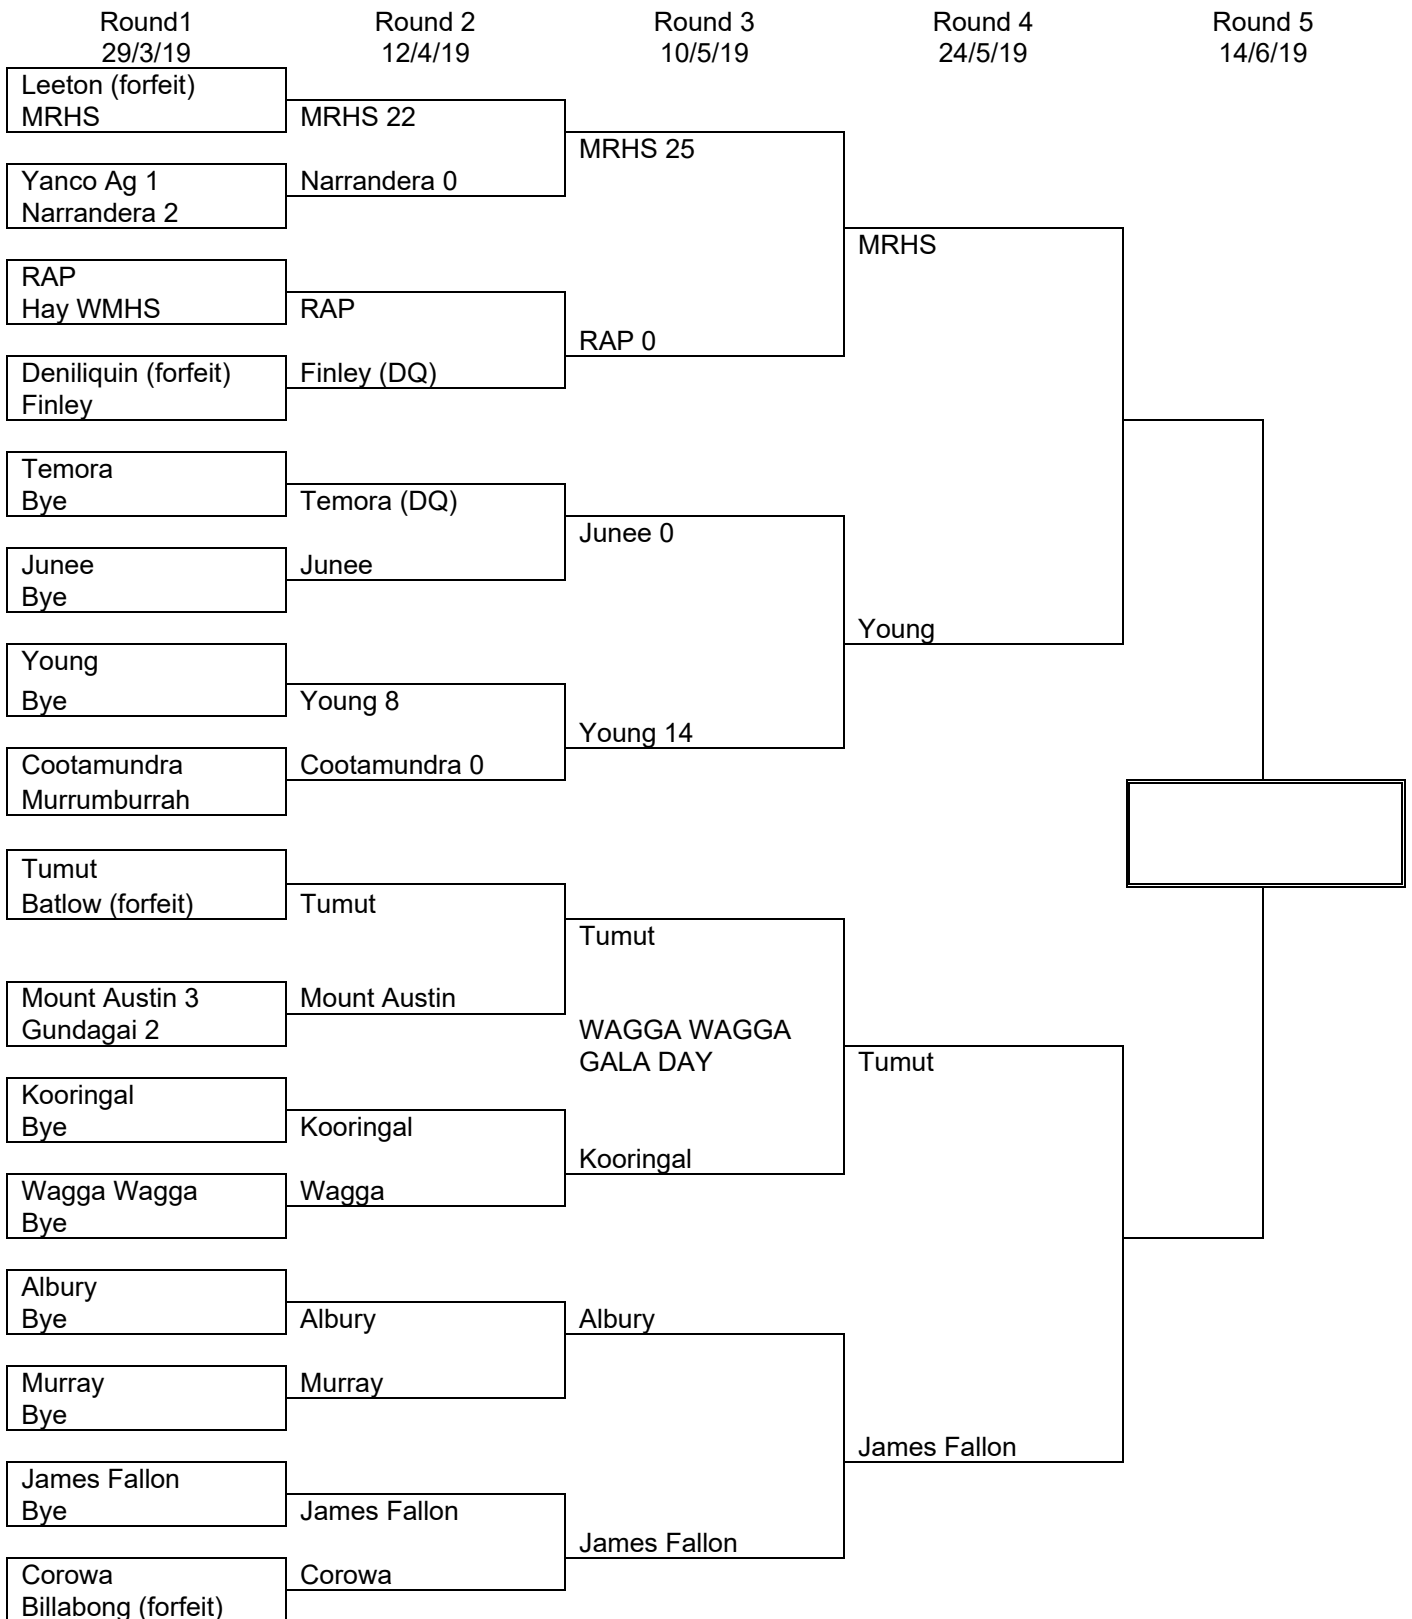 Round1
29/3/19
Round 2
12/4/19
Round 3
10/5/19
Round 4
24/5/19
Round 5
14/6/19
Leeton (forfeit)
MRHS
Yanco Ag 1
Narrandera 2
RAP
Hay WMHS
Deniliquin (forfeit)
Finley
Temora
Bye
Junee
Bye
Young
Bye
Cootamundra
Murrumburrah
Tumut
Batlow (forfeit)
Mount Austin 3
Gundagai 2
Kooringal
Bye
Wagga Wagga
Bye
Albury
Bye
Murray
Bye
James Fallon
Bye
Corowa
Billabong (forfeit)
MRHS 22
Narrandera 0
RAP
Finley (DQ)
Temora (DQ)
Junee
Young 8
Cootamundra 0
Tumut
Mount Austin
Kooringal
Wagga
Albury
Murray
James Fallon
Corowa
MRHS 25
RAP 0
Junee 0
Young 14
Tumut
WAGGA WAGGA
GALA DAY
Kooringal
Albury
James Fallon
MRHS
Young
Tumut
James Fallon